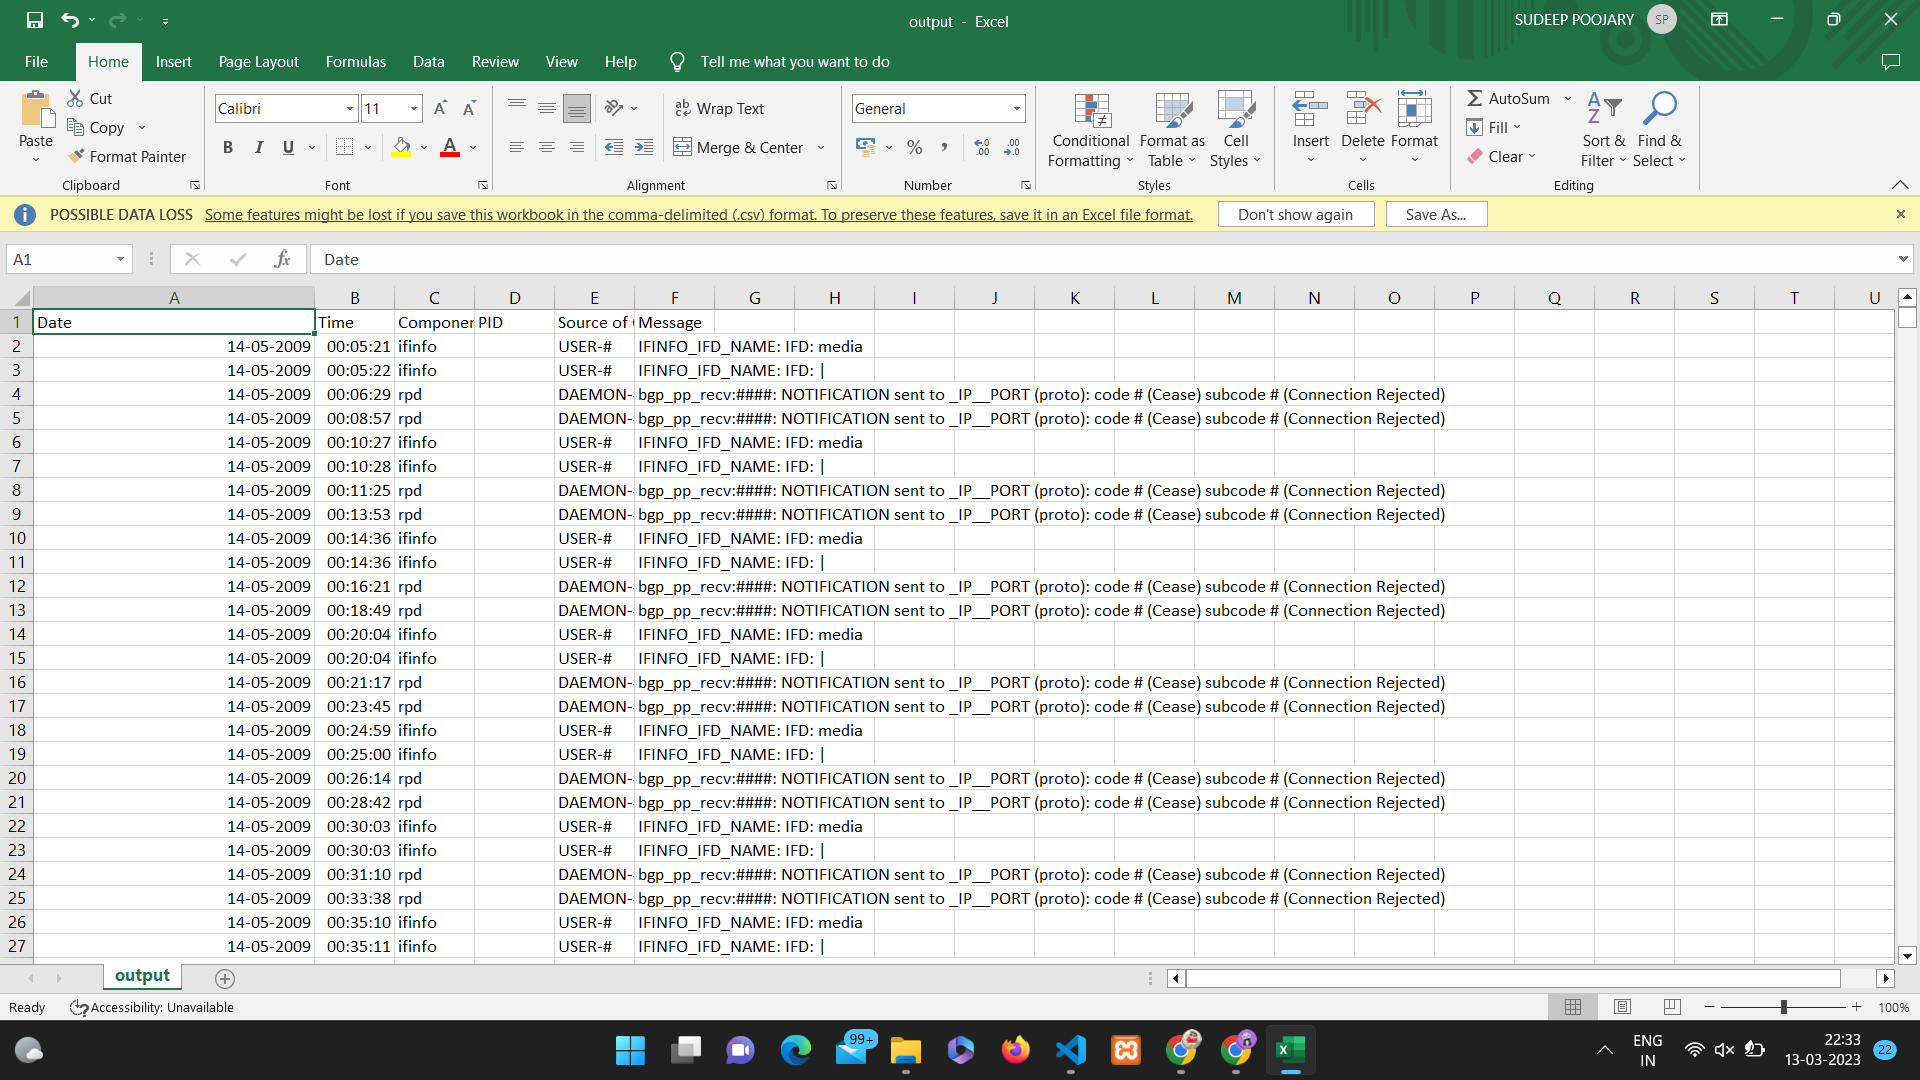 output - Excel
SUDEEP POOJARY SP
File Home Insert Page Layout Formulas Data Review View Help Tell me what you want to do
Paste
Cut
Copy
Format Painter
Clipboard
Calibri 11
B I U
Font
Wrap Text
Merge & Center
Alignment
General
Number
Conditional Formatting
Format as Table
Cell Styles
Styles
Insert Delete Format
Cells
AutoSum
Fill
Clear
Sort & Filter
Find & Select
Editing
POSSIBLE DATA LOSS Some features might be lost if you save this workbook in the comma-delimited (.csv) format. To preserve these features, save it in an Excel file format. Don't show again Save As...
A1 fx Date
A B C D E F G H I J K L M N O P Q R S T U
1 Date Time Componen PID Source of Message
2 14-05-2009 00:05:21 ifinfo USER-# IFINFO_IFD_NAME: IFD: media
3 14-05-2009 00:05:22 ifinfo USER-# IFINFO_IFD_NAME: IFD: |
4 14-05-2009 00:06:29 rpd DAEMON- bgp_pp_recv:####: NOTIFICATION sent to _IP__PORT (proto): code # (Cease) subcode # (Connection Rejected)
5 14-05-2009 00:08:57 rpd DAEMON- bgp_pp_recv:####: NOTIFICATION sent to _IP__PORT (proto): code # (Cease) subcode # (Connection Rejected)
6 14-05-2009 00:10:27 ifinfo USER-# IFINFO_IFD_NAME: IFD: media
7 14-05-2009 00:10:28 ifinfo USER-# IFINFO_IFD_NAME: IFD: |
8 14-05-2009 00:11:25 rpd DAEMON- bgp_pp_recv:####: NOTIFICATION sent to _IP__PORT (proto): code # (Cease) subcode # (Connection Rejected)
9 14-05-2009 00:13:53 rpd DAEMON- bgp_pp_recv:####: NOTIFICATION sent to _IP__PORT (proto): code # (Cease) subcode # (Connection Rejected)
10 14-05-2009 00:14:36 ifinfo USER-# IFINFO_IFD_NAME: IFD: media
11 14-05-2009 00:14:36 ifinfo USER-# IFINFO_IFD_NAME: IFD: |
12 14-05-2009 00:16:21 rpd DAEMON- bgp_pp_recv:####: NOTIFICATION sent to _IP__PORT (proto): code # (Cease) subcode # (Connection Rejected)
13 14-05-2009 00:18:49 rpd DAEMON- bgp_pp_recv:####: NOTIFICATION sent to _IP__PORT (proto): code # (Cease) subcode # (Connection Rejected)
14 14-05-2009 00:20:04 ifinfo USER-# IFINFO_IFD_NAME: IFD: media
15 14-05-2009 00:20:04 ifinfo USER-# IFINFO_IFD_NAME: IFD: |
16 14-05-2009 00:21:17 rpd DAEMON- bgp_pp_recv:####: NOTIFICATION sent to _IP__PORT (proto): code # (Cease) subcode # (Connection Rejected)
17 14-05-2009 00:23:45 rpd DAEMON- bgp_pp_recv:####: NOTIFICATION sent to _IP__PORT (proto): code # (Cease) subcode # (Connection Rejected)
18 14-05-2009 00:24:59 ifinfo USER-# IFINFO_IFD_NAME: IFD: media
19 14-05-2009 00:25:00 ifinfo USER-# IFINFO_IFD_NAME: IFD: |
20 14-05-2009 00:26:14 rpd DAEMON- bgp_pp_recv:####: NOTIFICATION sent to _IP__PORT (proto): code # (Cease) subcode # (Connection Rejected)
21 14-05-2009 00:28:42 rpd DAEMON- bgp_pp_recv:####: NOTIFICATION sent to _IP__PORT (proto): code # (Cease) subcode # (Connection Rejected)
22 14-05-2009 00:30:03 ifinfo USER-# IFINFO_IFD_NAME: IFD: media
23 14-05-2009 00:30:03 ifinfo USER-# IFINFO_IFD_NAME: IFD: |
24 14-05-2009 00:31:10 rpd DAEMON- bgp_pp_recv:####: NOTIFICATION sent to _IP__PORT (proto): code # (Cease) subcode # (Connection Rejected)
25 14-05-2009 00:33:38 rpd DAEMON- bgp_pp_recv:####: NOTIFICATION sent to _IP__PORT (proto): code # (Cease) subcode # (Connection Rejected)
26 14-05-2009 00:35:10 ifinfo USER-# IFINFO_IFD_NAME: IFD: media
27 14-05-2009 00:35:11 ifinfo USER-# IFINFO_IFD_NAME: IFD: |
output
Ready Accessibility: Unavailable 100%
99+
ENG
IN
22:33
13-03-2023
22